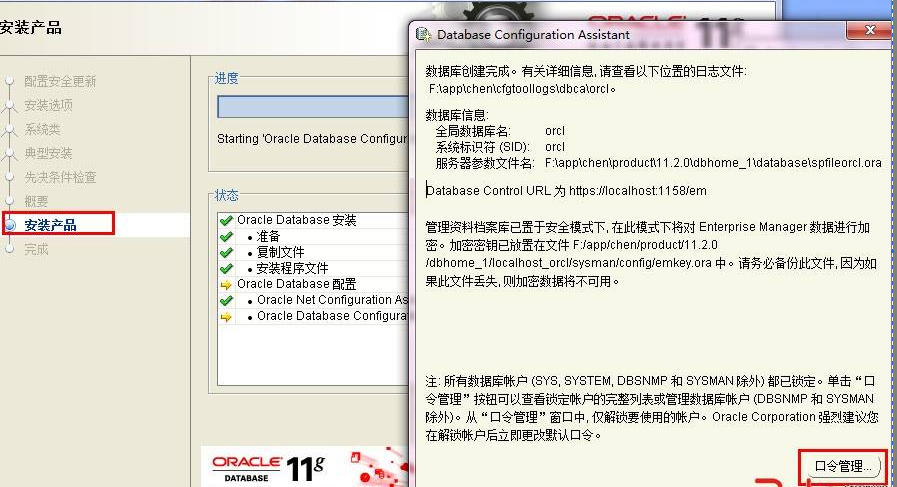 安装产品
ORACLE 11g
配置安全更新
安装选项
系统类
典型安装
先决条件检查
概要
安装产品
完成
进度
Starting 'Oracle Database Configur
状态
Oracle Database 安装
• 准备
• 复制文件
• 安装程序文件
Oracle Database 配置
• Oracle Net Configuration As
• Oracle Database Configura
ORACLE 11g
DATABASE
Database Configuration Assistant
数据库创建完成。有关详细信息, 请查看以下位置的日志文件:
F:\app\chen\cfgtoollogs\dbca\orcl。
数据库信息:
全局数据库名: orcl
系统标识符 (SID): orcl
服务器参数文件名: F:\app\chen\product\11.2.0\dbhome_1\database\spfileorcl.ora
Database Control URL 为 https://localhost:1158/em
管理资料档案库已置于安全模式下, 在此模式下将对 Enterprise Manager 数据进行加
密。加密密钥已放置在文件 F:/app/chen/product/11.2.0
/dbhome_1/localhost_orcl/sysman/config/emkey.ora 中。请务必备份此文件, 因为如
果此文件丢失, 则加密数据将不可用。
注: 所有数据库帐户 (SYS, SYSTEM, DBSNMP 和 SYSMAN 除外) 都已锁定。单击“口
令管理”按钮可以查看锁定帐户的完整列表或管理数据库帐户 (DBSNMP 和 SYSMAN
除外)。从“口令管理”窗口中, 仅解锁要使用的帐户。Oracle Corporation 强烈建议您
在解锁帐户后立即更改默认口令。
口令管理...